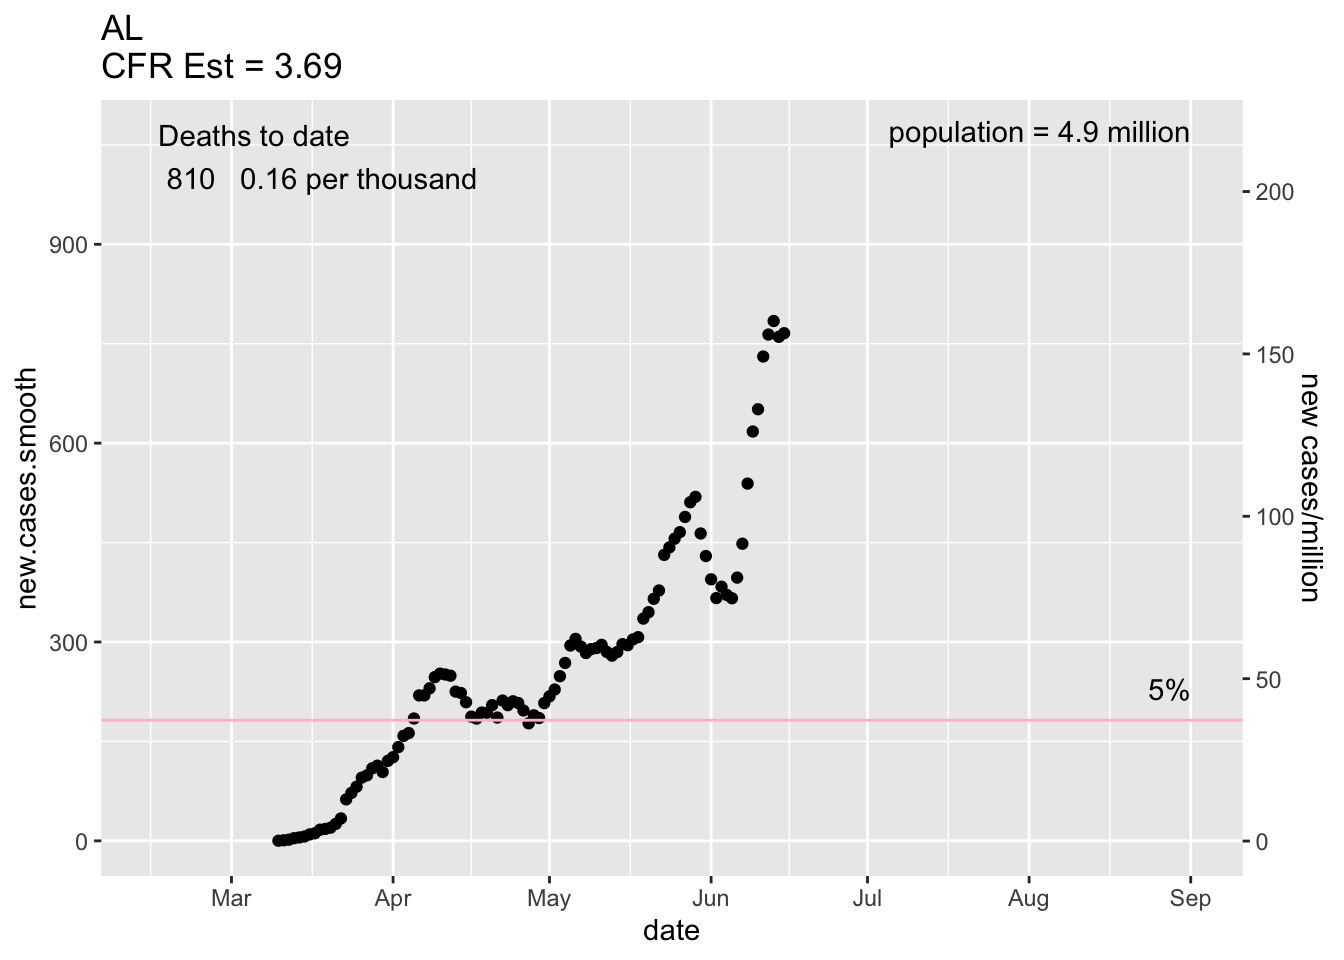 AL
CFR Est = 3.69
Deaths to date
810 0.16 per thousand
population = 4.9 million
900
600
300
0
new.cases.smooth
200
150
100
50
0
new cases/million
5%
Mar Apr May Jun Jul Aug Sep
date